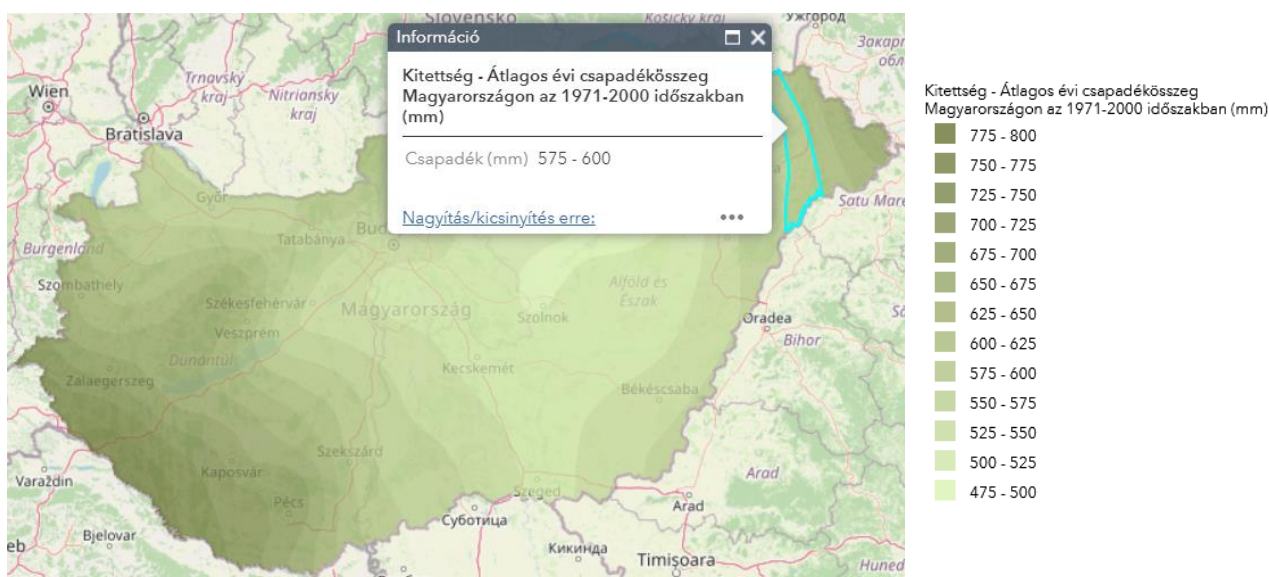 Slovensko
Košický kraj
Ужгород
Információ
Kitettség - Átlagos évi csapadékösszeg
Magyarországon az 1971-2000 időszakban
(mm)
Csapadék (mm) 575 - 600
Nagyítás/kicsinyítés erre:
Wien
Trnavský
kraj
Nitriansky
kraj
Bratislava
Győr
Tatabánya
Satu Mare
Burgenland
Szombathely
Székesfehérvár
Veszprém
Magyarország
Szolnok
Alföld és
Észak
Oradea
Bihor
Dunántúl
Zalaegerszeg
Kecskemét
Békéscsaba
Szekszárd
Kaposvár
Pécs
Szeged
Varaždin
Arad
Arad
Суботица
Bjelovar
Кикинда
Timișoara
Kitettség - Átlagos évi csapadékösszeg
Magyarországon az 1971-2000 időszakban (mm)
775 - 800
750 - 775
725 - 750
700 - 725
675 - 700
650 - 675
625 - 650
600 - 625
575 - 600
550 - 575
525 - 550
500 - 525
475 - 500